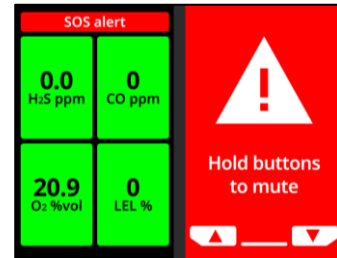 SOS alert
0.0
H₂S ppm
0
CO ppm
20.9
O₂ %vol
0
LEL %
!
Hold buttons
to mute
▲
▼